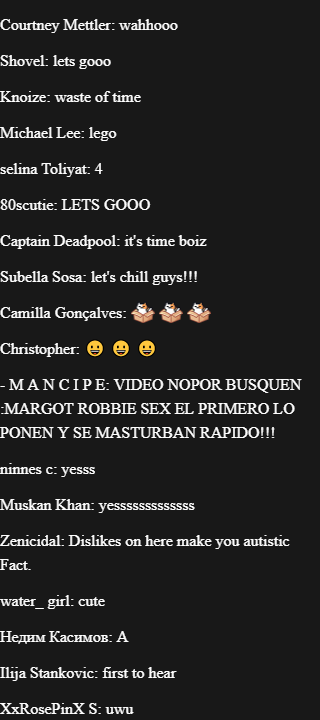 Courtney Mettler: wahhooo
Shovel: lets gooo
Knoize: waste of time
Michael Lee: lego
selina Toliyat: 4
80scutie: LETS GOOO
Captain Deadpool: it's time boiz
Subella Sosa: let's chill guys!!!
Camilla Gonçalves:
Christopher: 😀 😀 😀
- M A N C I P E: VIDEO NOPOR BUSQUEN
:MARGOT ROBBIE SEX EL PRIMERO LO
PONEN Y SE MASTURBAN RAPIDO!!!
ninnes c: yesss
Muskan Khan: yesssssssssssss
Zenicidal: Dislikes on here make you autistic
Fact.
water_ girl: cute
Недим Касимов: А
Ilija Stankovic: first to hear
XxRosePinX S: uwu